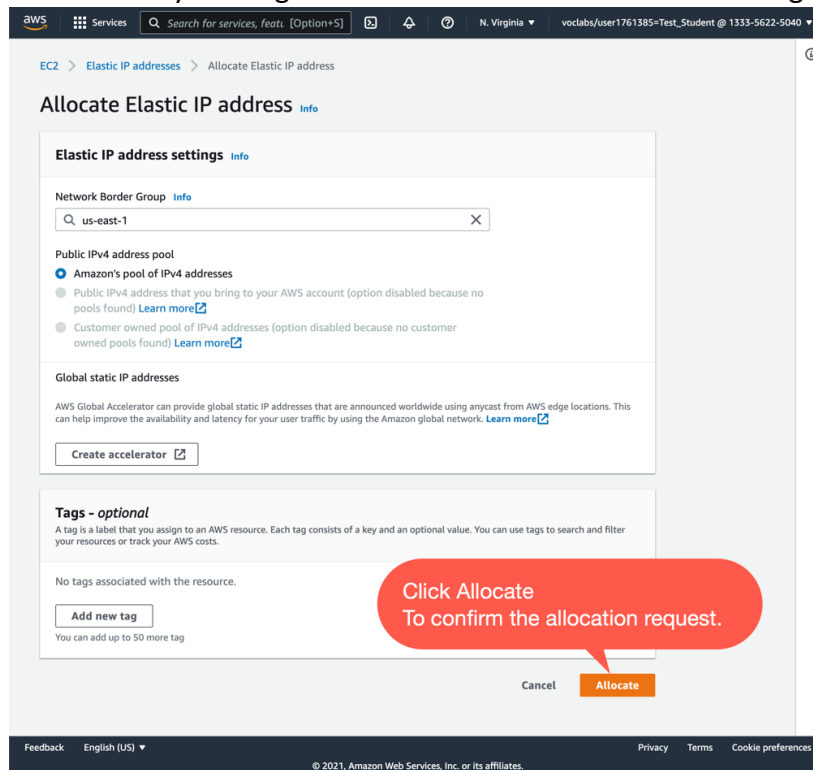 aws Services Search for services, featu [Option+S] N. Virginia ▼ voclabs/user1761385=Test_Student @ 1333-5622-5040 ▼
EC2 > Elastic IP addresses > Allocate Elastic IP address
Allocate Elastic IP address Info
Elastic IP address settings Info
Network Border Group Info
us-east-1
Public IPv4 address pool
Amazon's pool of IPv4 addresses
Public IPv4 address that you bring to your AWS account (option disabled because no
pools found) Learn more
Customer owned pool of IPv4 addresses (option disabled because no customer
owned pools found) Learn more
Global static IP addresses
AWS Global Accelerator can provide global static IP addresses that are announced worldwide using anycast from AWS edge locations. This
can help improve the availability and latency for your user traffic by using the Amazon global network. Learn more
Create accelerator
Tags - optional
A tag is a label that you assign to an AWS resource. Each tag consists of a key and an optional value. You can use tags to search and filter
your resources or track your AWS costs.
No tags associated with the resource.
Add new tag
You can add up to 50 more tag
Click Allocate
To confirm the allocation request.
Cancel Allocate
Feedback English (US) ▼ Privacy Terms Cookie preferences
© 2021, Amazon Web Services, Inc. or its affiliates.